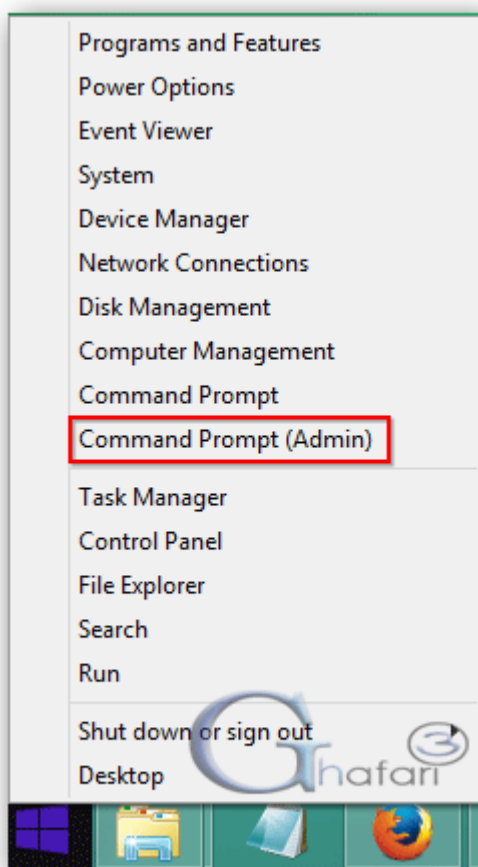 Programs and Features
Power Options
Event Viewer
System
Device Manager
Network Connections
Disk Management
Computer Management
Command Prompt
Command Prompt (Admin)
Task Manager
Control Panel
File Explorer
Search
Run
Shut down or sign out
Desktop
Ghafari3